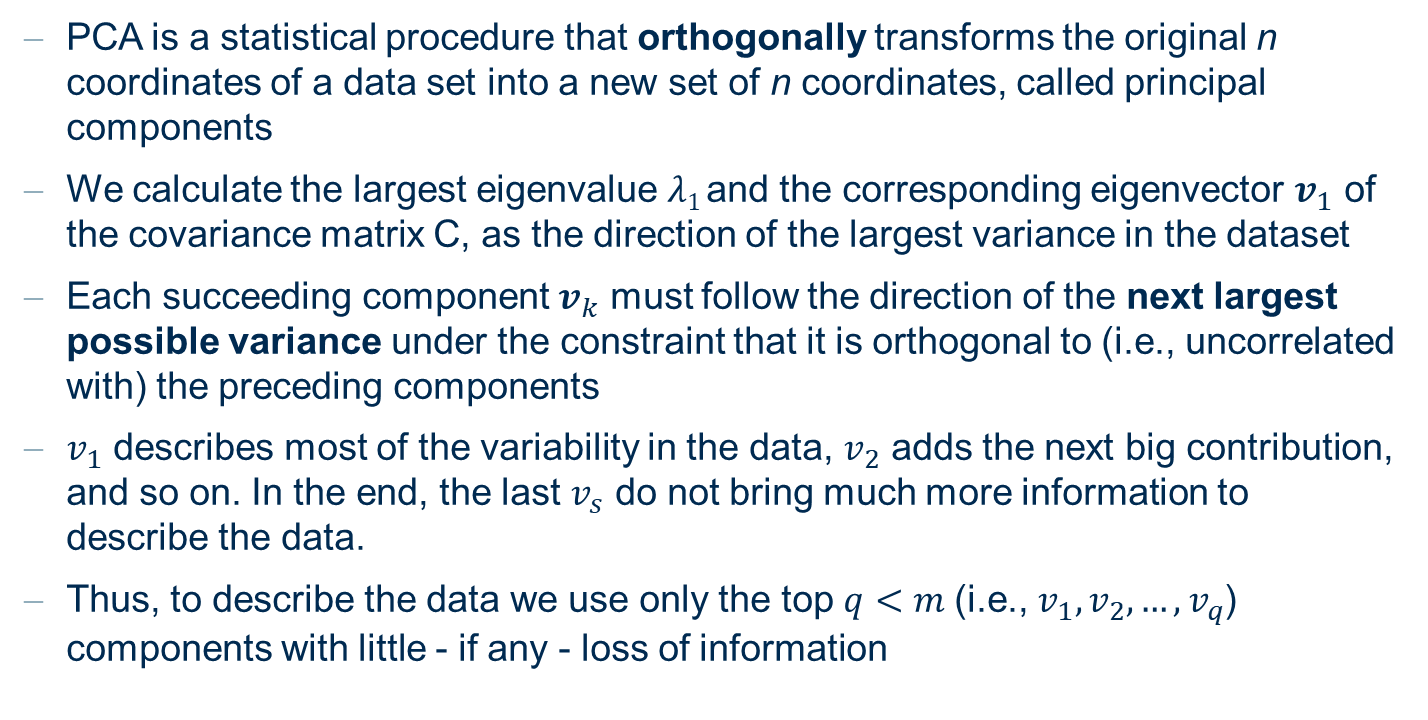 – PCA is a statistical procedure that orthogonally transforms the original n
coordinates of a data set into a new set of n coordinates, called principal
components
– We calculate the largest eigenvalue λ₁ and the corresponding eigenvector v₁ of
the covariance matrix C, as the direction of the largest variance in the dataset
– Each succeeding component vₖ must follow the direction of the next largest
possible variance under the constraint that it is orthogonal to (i.e., uncorrelated
with) the preceding components
– v₁ describes most of the variability in the data, v₂ adds the next big contribution,
and so on. In the end, the last vₛ do not bring much more information to
describe the data.
– Thus, to describe the data we use only the top q < m (i.e., v₁, v₂, ..., v_q)
components with little - if any - loss of information